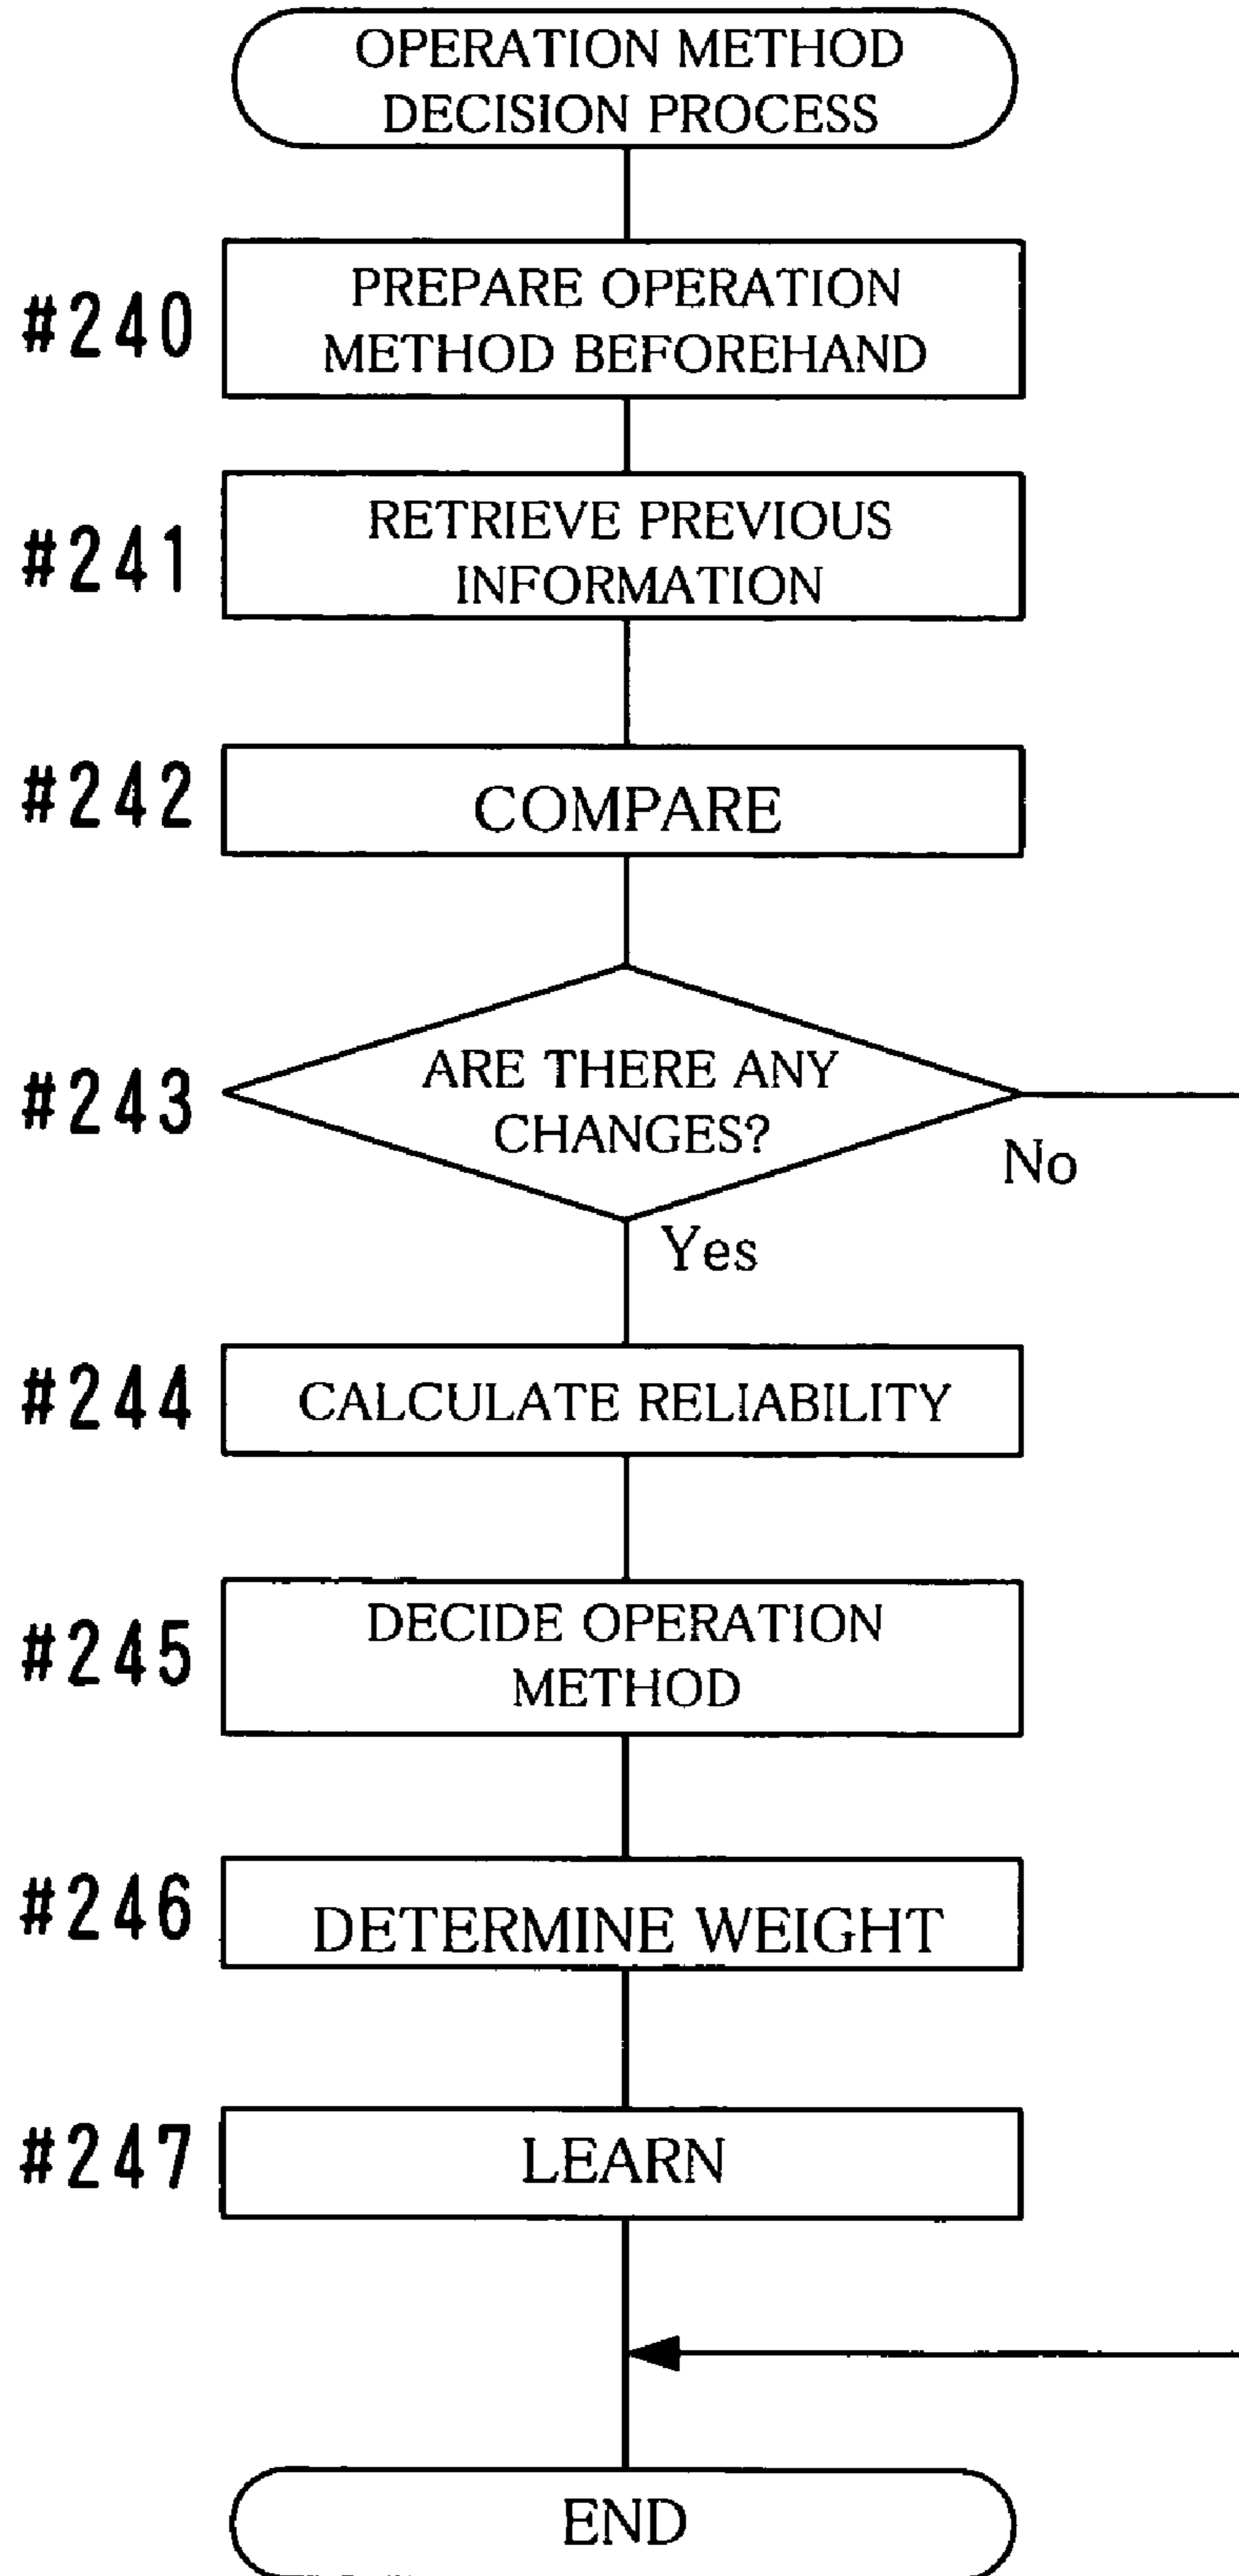 OPERATION METHOD
DECISION PROCESS
#240
PREPARE OPERATION
METHOD BEFOREHAND
#241
RETRIEVE PREVIOUS
INFORMATION
#242
COMPARE
#243
ARE THERE ANY
CHANGES?
No
Yes
#244
CALCULATE RELIABILITY
#245
DECIDE OPERATION
METHOD
#246
DETERMINE WEIGHT
#247
LEARN
END